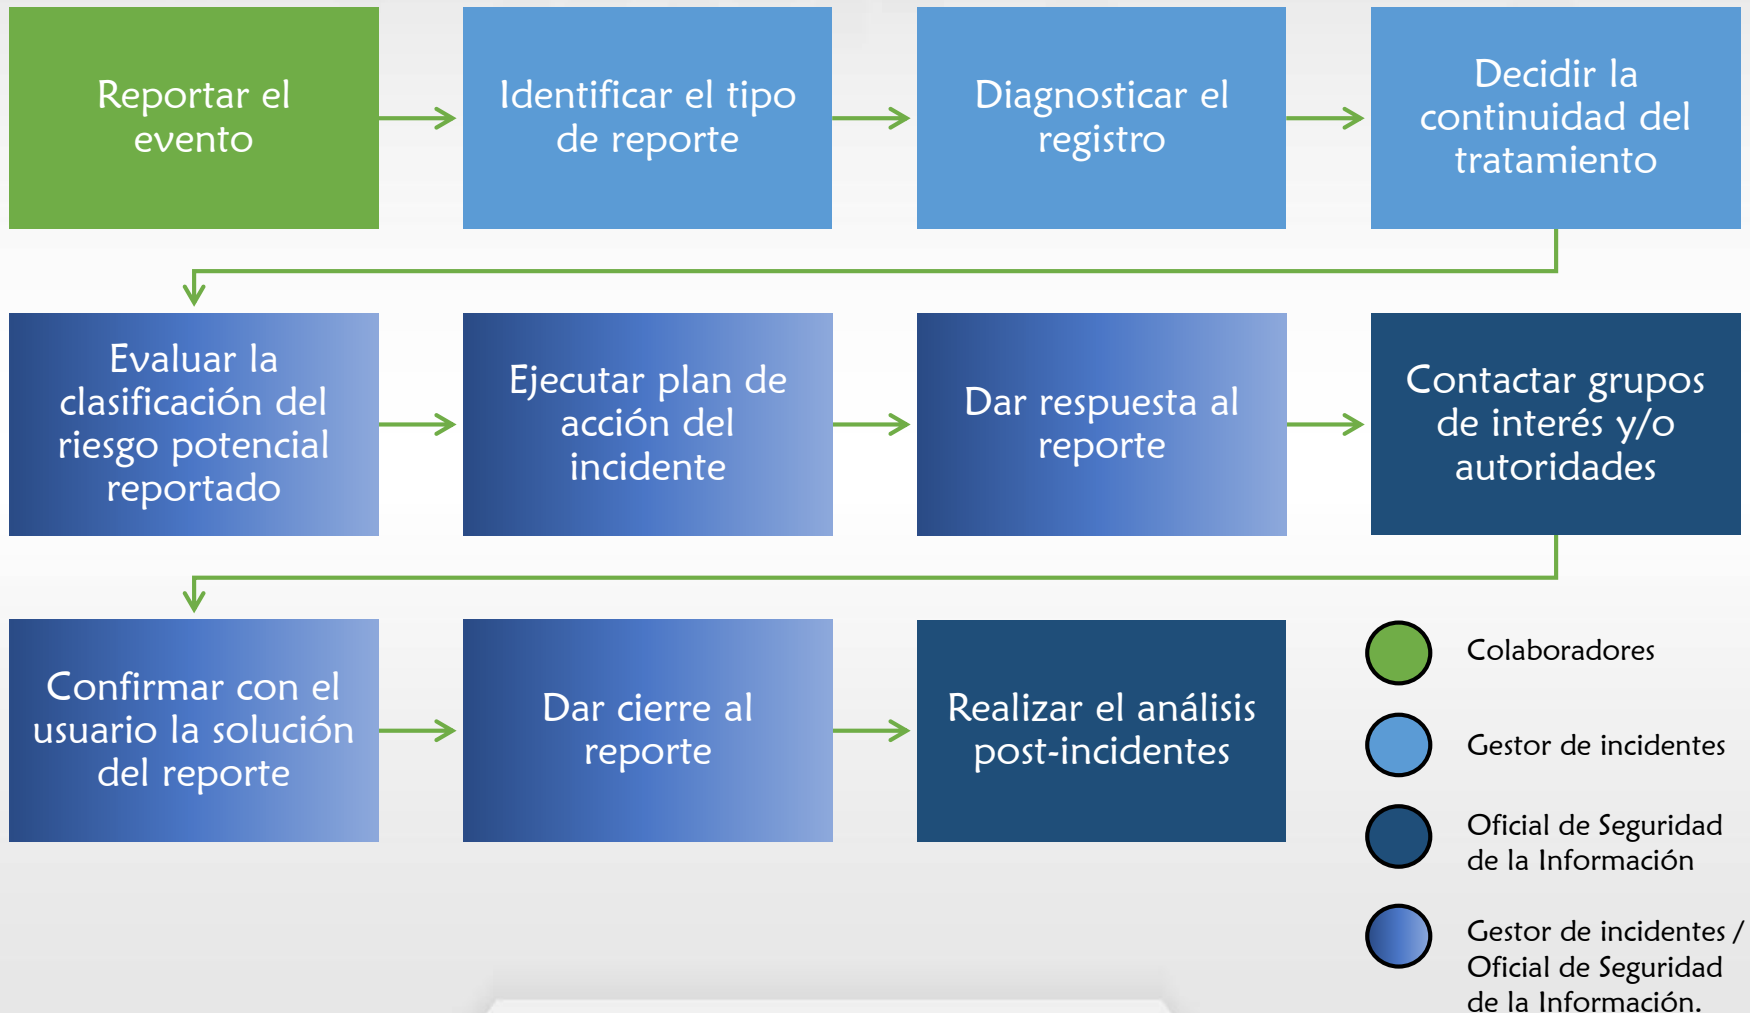 Reportar el
evento
Identificar el tipo
de reporte
Diagnosticar el
registro
Decidir la
continuidad del
tratamiento
Evaluar la
clasificación del
riesgo potencial
reportado
Ejecutar plan de
acción del
incidente
Dar respuesta al
reporte
Contactar grupos
de interés y/o
autoridades
Confirmar con el
usuario la solución
del reporte
Dar cierre al
reporte
Realizar el análisis
post-incidentes
Colaboradores
Gestor de incidentes
Oficial de Seguridad
de la Información
Gestor de incidentes /
Oficial de Seguridad
de la Información.